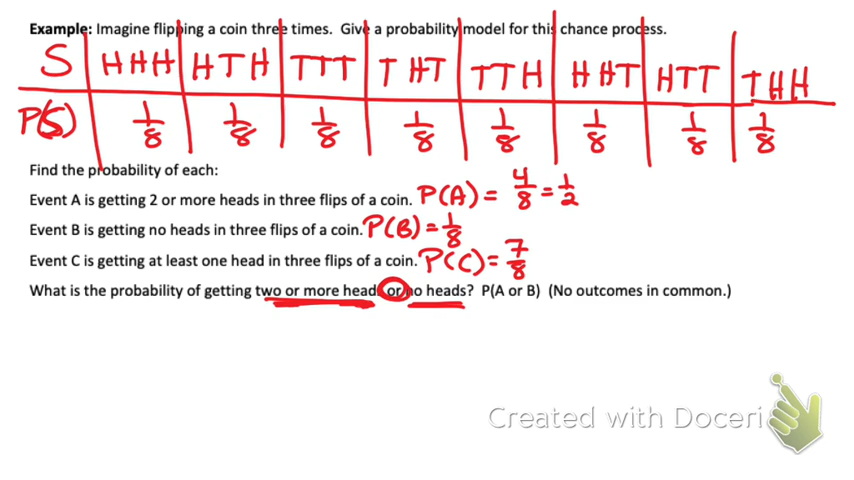 Example: Imagine flipping a coin three times. Give a probability model for this chance process.
S HHH HTH TTT THT TTH HHT HTT THH
P(S) 1/8 1/8 1/8 1/8 1/8 1/8 1/8 1/8
Find the probability of each:
Event A is getting 2 or more heads in three flips of a coin. P(A) = 4/8 = 1/2
Event B is getting no heads in three flips of a coin. P(B) = 1/8
Event C is getting at least one head in three flips of a coin. P(C) = 7/8
What is the probability of getting two or more heads or no heads? P(A or B) (No outcomes in common.)
Created with Doceri